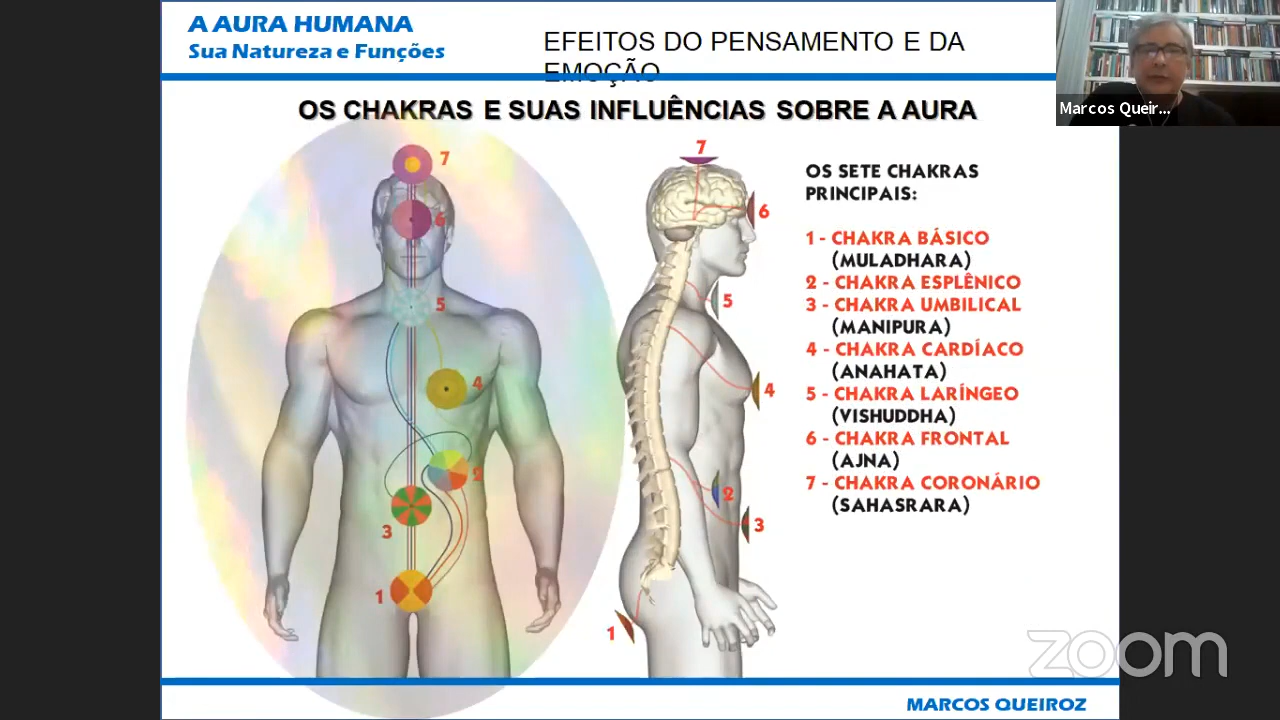 A AURA HUMANA
Sua Natureza e Funções
EFEITOS DO PENSAMENTO E DA
EMOÇÃO
Marcos Queir...
OS CHAKRAS E SUAS INFLUÊNCIAS SOBRE A AURA
7
6
5
4
2
3
1
7
6
5
4
2
3
1
OS SETE CHAKRAS
PRINCIPAIS:
1 - CHAKRA BÁSICO
(MULADHARA)
2 - CHAKRA ESPLÊNICO
3 - CHAKRA UMBILICAL
(MANIPURA)
4 - CHAKRA CARDÍACO
(ANAHATA)
5 - CHAKRA LARÍNGEO
(VISHUDDHA)
6 - CHAKRA FRONTAL
(AJNA)
7 - CHAKRA CORONÁRIO
(SAHASRARA)
zoom
MARCOS QUEIROZ